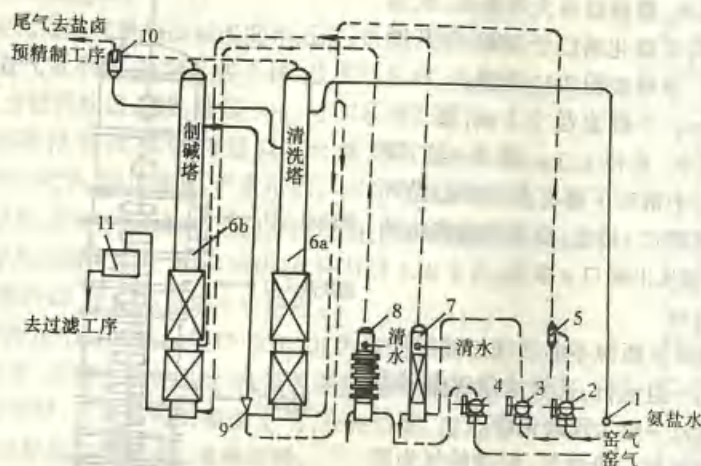 尾气去盐卤
预精制工序
10
制碱塔
清洗塔
6b
6a
11
去过滤工序
8
7
清水
清水
5
4
3
2
1
9
氨盐水
窑气
窑气